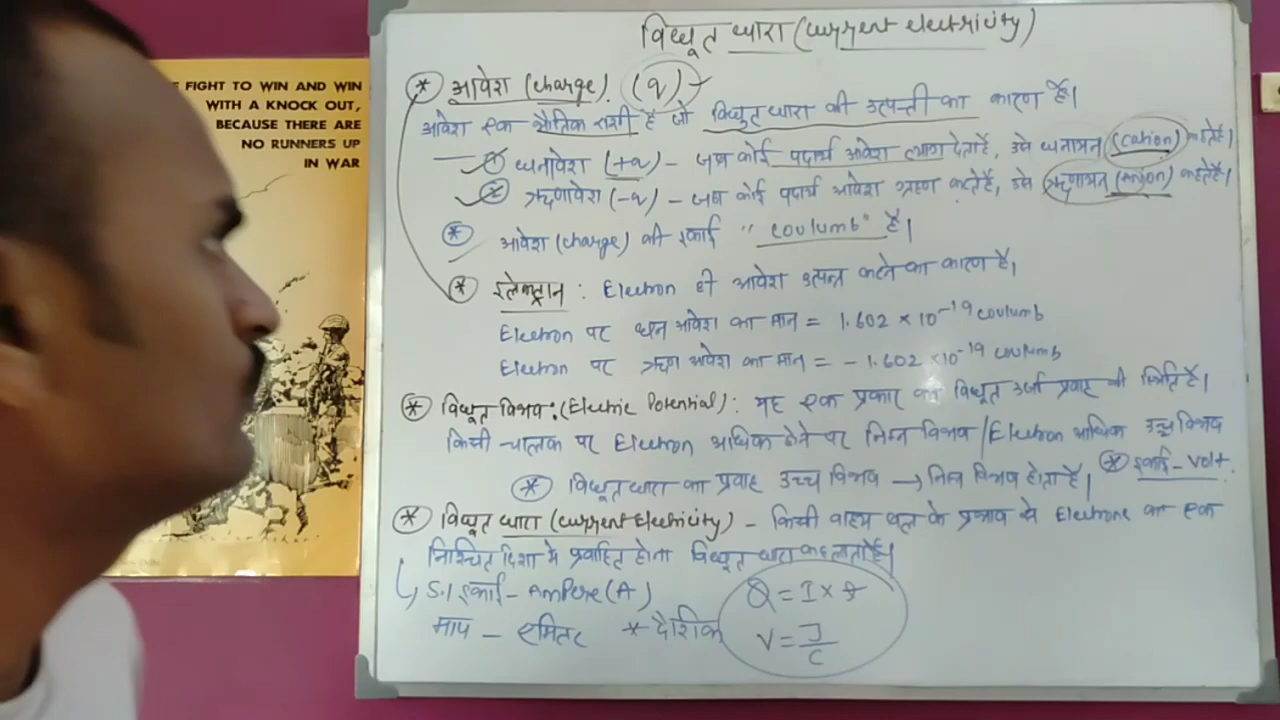 FIGHT TO WIN AND WIN
WITH A KNOCK OUT,
BECAUSE THERE ARE
NO RUNNERS UP
IN WAR
विध्धूत धारा (current electricity)
* आवेश (charge). (q) -
आवेश एक भौतिक राशी है जो विध्धुत धारा की उत्पत्ती का कारण है।
धनावेश (+q) - जब कोई पदार्थ आवेश त्याग देता है, उसे धनायन (cation) कहते है।
ऋणावेश (-q) - जब कोई पदार्थ आवेश ग्रहण करते है, उसे ऋणायन (Anion) कहते है।
* आवेश (charge) की इकाई " coulumb" है।
* इलेक्ट्रान : Electron ही आवेश उत्पन्न करने का कारण है।
Electron पर धन आवेश का मान = 1.602 × 10⁻¹⁹ coulumb
Electron पर ऋण आवेश का मान = - 1.602 ×10⁻¹⁹ coulumb
* विध्धूत विभव : (Electric Potential) : यह एक प्रकार का विध्धूत उर्जा प्रवाह की स्थिति है।
किसी चालक पर Electron अधिक होने पर निम्न विभव / Electron अधिक उच्च विभव
* विध्धूत धारा का प्रवाह उच्च विभव → निम्न विभव होता है। * इकाई - Volt.
* विध्धूत धारा (current Electricity) - किसी वाह्य बल के प्रभाव से Electrons का एक
निश्चित दिशा मे प्रवाहित होना विध्धूत धारा कहलाता है।
S.I इकाई - Ampere (A)
माप - एमिटर * दैशिक
Q = I ×
V = J/C